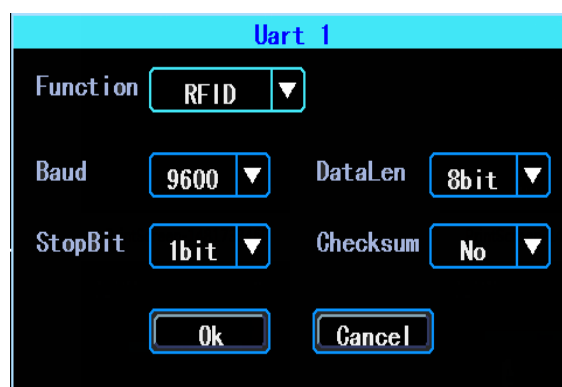 Uart 1
Function RFID
Baud 9600 DataLen 8bit
StopBit 1bit Checksum No
Ok Cancel